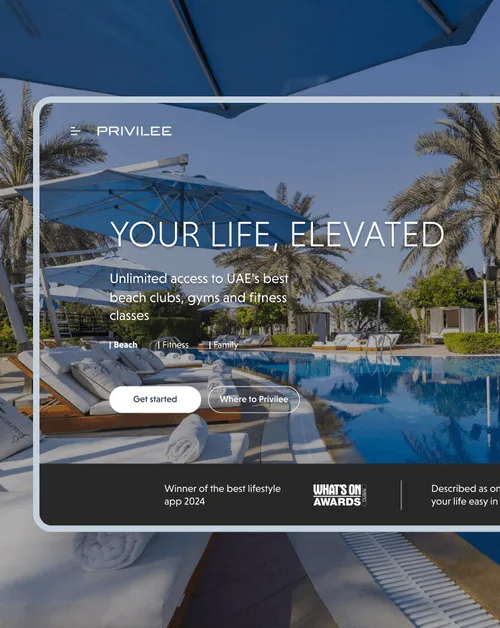 PRIVILEE
YOUR LIFE, ELEVATED
Unlimited access to UAE's best
beach clubs, gyms and fitness
classes
| Beach | Fitness | Family
Get started Where to Privilee
Winner of the best lifestyle
app 2024
WHAT'S ON
AWARDS
Described as on
your life easy in